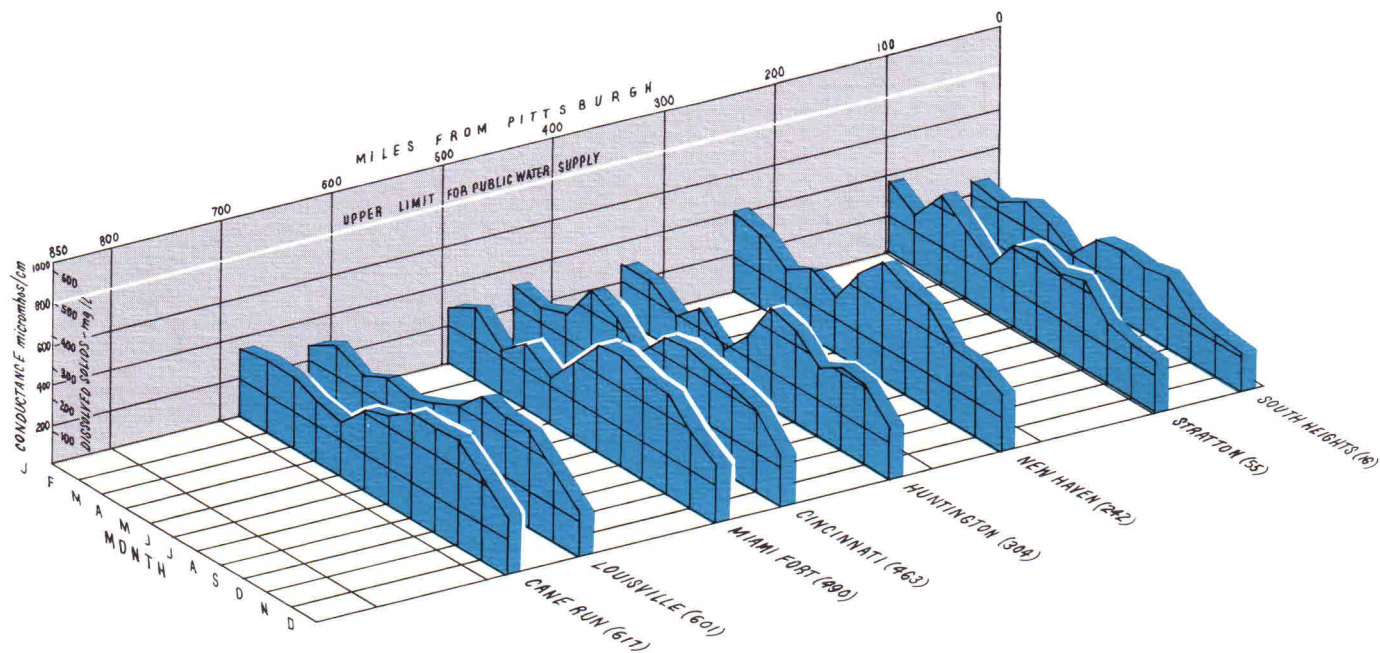 0
100
200
300
400
500
600
700
800
850
MILES FROM PITTSBURGH
UPPER LIMIT FOR PUBLIC WATER SUPPLY
CONDUCTANCE micromhos/cm
1000
800
600
400
200
DISSOLVED SOLIDS - mg/L
600
500
400
300
200
100
J
F
M
A
M
J
J
A
S
O
N
D
MONTH
SOUTH HEIGHTS (16)
STRATTON (55)
NEW HAVEN (242)
HUNTINGTON (304)
CINCINNATI (463)
MIAMI FORT (490)
LOUISVILLE (601)
CANE RUN (617)